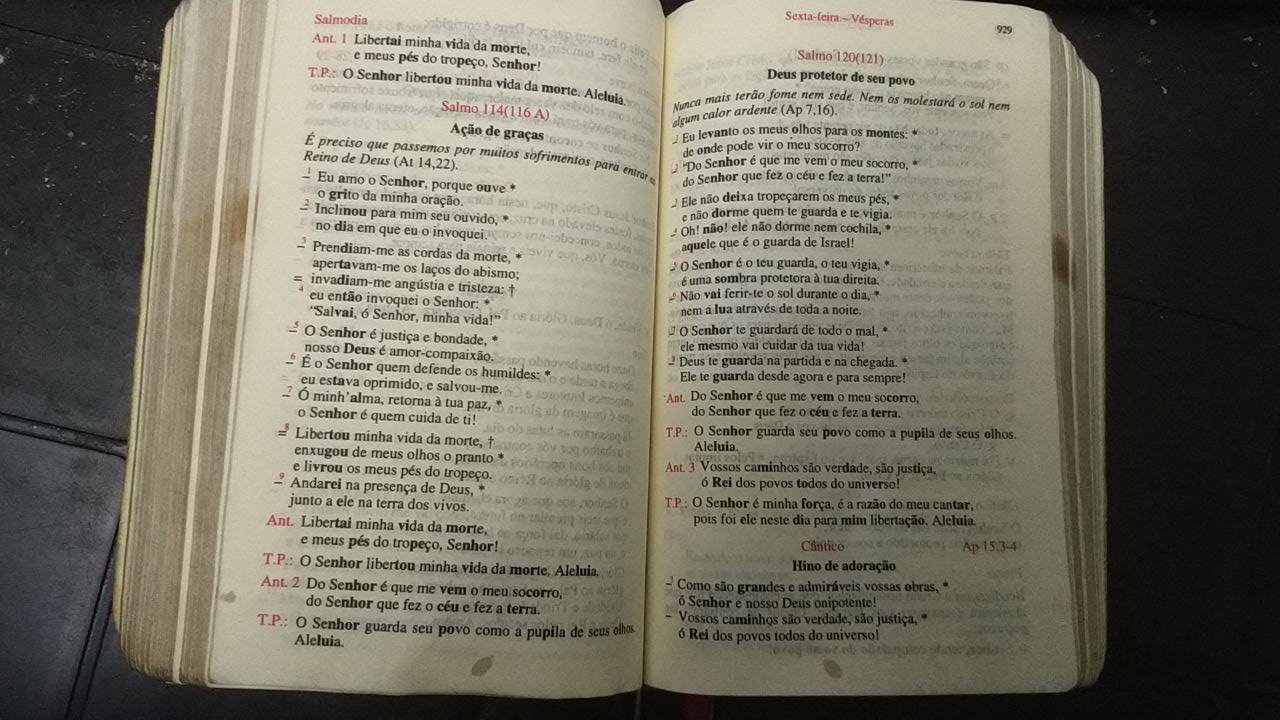 Salmodia
Ant. 1 Libertai minha vida da morte,
e meus pés do tropeço, Senhor!
T.P.: O Senhor libertou minha vida da morte. Aleluia.
Salmo 114(116 A)
Ação de graças
É preciso que passemos por muitos sofrimentos para entrar no
Reino de Deus (At 14,22).
– 1 Eu amo o Senhor, porque ouve *
o grito da minha oração.
– 2 Inclinou para mim seu ouvido, *
no dia em que eu o invoquei.
– 3 Prendiam-me as cordas da morte, *
apertavam-me os laços do abismo;
= invadiam-me angústia e tristeza: †
4 eu então invoquei o Senhor: *
"Salvai, ó Senhor, minha vida!"
– 5 O Senhor é justiça e bondade, *
nosso Deus é amor-compaixão.
– 6 É o Senhor quem defende os humildes: *
eu estava oprimido, e salvou-me.
– 7 Ó minh'alma, retorna à tua paz, *
o Senhor é quem cuida de ti!
= 8 Libertou minha vida da morte, †
enxugou de meus olhos o pranto *
e livrou os meus pés do tropeço.
– 9 Andarei na presença de Deus, *
junto a ele na terra dos vivos.
Ant. Libertai minha vida da morte,
e meus pés do tropeço, Senhor!
T.P.: O Senhor libertou minha vida da morte. Aleluia.
Ant. 2 Do Senhor é que me vem o meu socorro,
do Senhor que fez o céu e fez a terra.
T.P.: O Senhor guarda seu povo como a pupila de seus olhos.
Aleluia.
Sexta-feira – Vésperas 929
Salmo 120(121)
Deus protetor de seu povo
Nunca mais terão fome nem sede. Nem os molestará o sol nem
algum calor ardente (Ap 7,16).
– Eu levanto os meus olhos para os montes: *
de onde pode vir o meu socorro?
– "Do Senhor é que me vem o meu socorro, *
do Senhor que fez o céu e fez a terra!"
– Ele não deixa tropeçarem os meus pés, *
e não dorme quem te guarda e te vigia.
– Oh! não! ele não dorme nem cochila, *
aquele que é o guarda de Israel!
– O Senhor é o teu guarda, o teu vigia, *
é uma sombra protetora à tua direita.
– Não vai ferir-te o sol durante o dia, *
nem a lua através de toda a noite.
– O Senhor te guardará de todo o mal, *
ele mesmo vai cuidar da tua vida!
– Deus te guarda na partida e na chegada. *
Ele te guarda desde agora e para sempre!
Ant. Do Senhor é que me vem o meu socorro,
do Senhor que fez o céu e fez a terra.
T.P.: O Senhor guarda seu povo como a pupila de seus olhos.
Aleluia.
Ant. 3 Vossos caminhos são verdade, são justiça,
ó Rei dos povos todos do universo!
T.P.: O Senhor é minha força, é a razão do meu cantar,
pois foi ele neste dia para mim libertação. Aleluia.
Cântico Ap 15,3-4
Hino de adoração
– Como são grandes e admiráveis vossas obras, *
ó Senhor e nosso Deus onipotente!
– Vossos caminhos são verdade, são justiça, *
ó Rei dos povos todos do universo!